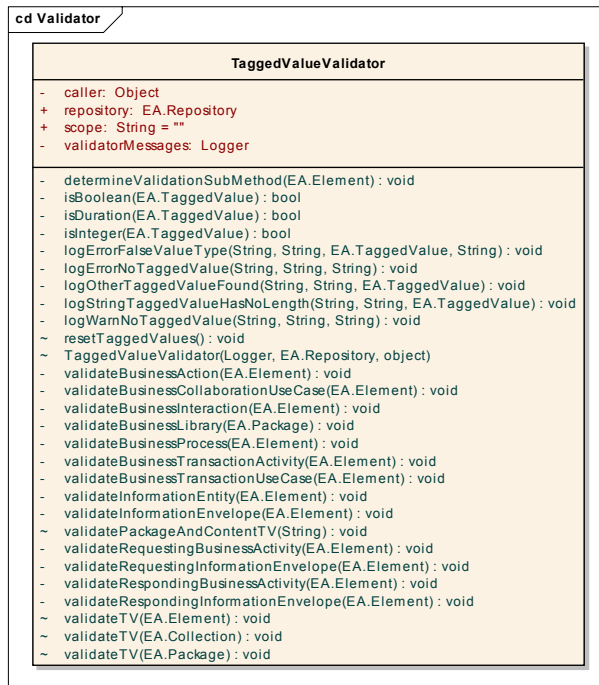 cd Validator
TaggedValueValidator
- caller: Object
+ repository: EA.Repository
+ scope: String = ""
- validatorMessages: Logger
- determineValidationSubMethod(EA.Element) : void
- isBoolean(EA.TaggedValue) : bool
- isDuration(EA.TaggedValue) : bool
- isInteger(EA.TaggedValue) : bool
- logErrorFalseValueType(String, String, EA.TaggedValue, String) : void
- logErrorNoTaggedValue(String, String, String) : void
- logOtherTaggedValueFound(String, String, EA.TaggedValue) : void
- logStringTaggedValueHasNoLength(String, String, EA.TaggedValue) : void
- logWarnNoTaggedValue(String, String, String) : void
~ resetTaggedValues() : void
~ TaggedValueValidator(Logger, EA.Repository, object)
- validateBusinessAction(EA.Element) : void
- validateBusinessCollaborationUseCase(EA.Element) : void
- validateBusinessInteraction(EA.Element) : void
- validateBusinessLibrary(EA.Package) : void
- validateBusinessProcess(EA.Element) : void
- validateBusinessTransactionActivity(EA.Element) : void
- validateBusinessTransactionUseCase(EA.Element) : void
- validateInformationEntity(EA.Element) : void
- validateInformationEnvelope(EA.Element) : void
~ validatePackageAndContentTV(String) : void
- validateRequestingBusinessActivity(EA.Element) : void
- validateRequestingInformationEnvelope(EA.Element) : void
- validateRespondingBusinessActivity(EA.Element) : void
- validateRespondingInformationEnvelope(EA.Element) : void
~ validateTV(EA.Element) : void
~ validateTV(EA.Collection) : void
~ validateTV(EA.Package) : void